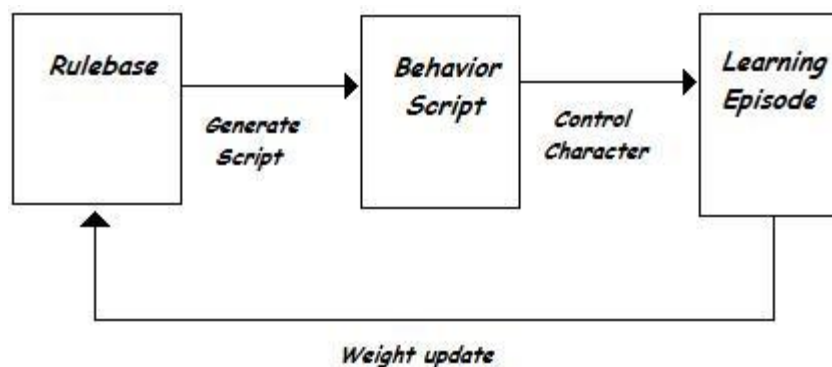 Rulebase
Generate
Script
Behavior
Script
Control
Character
Learning
Episode
Weight update